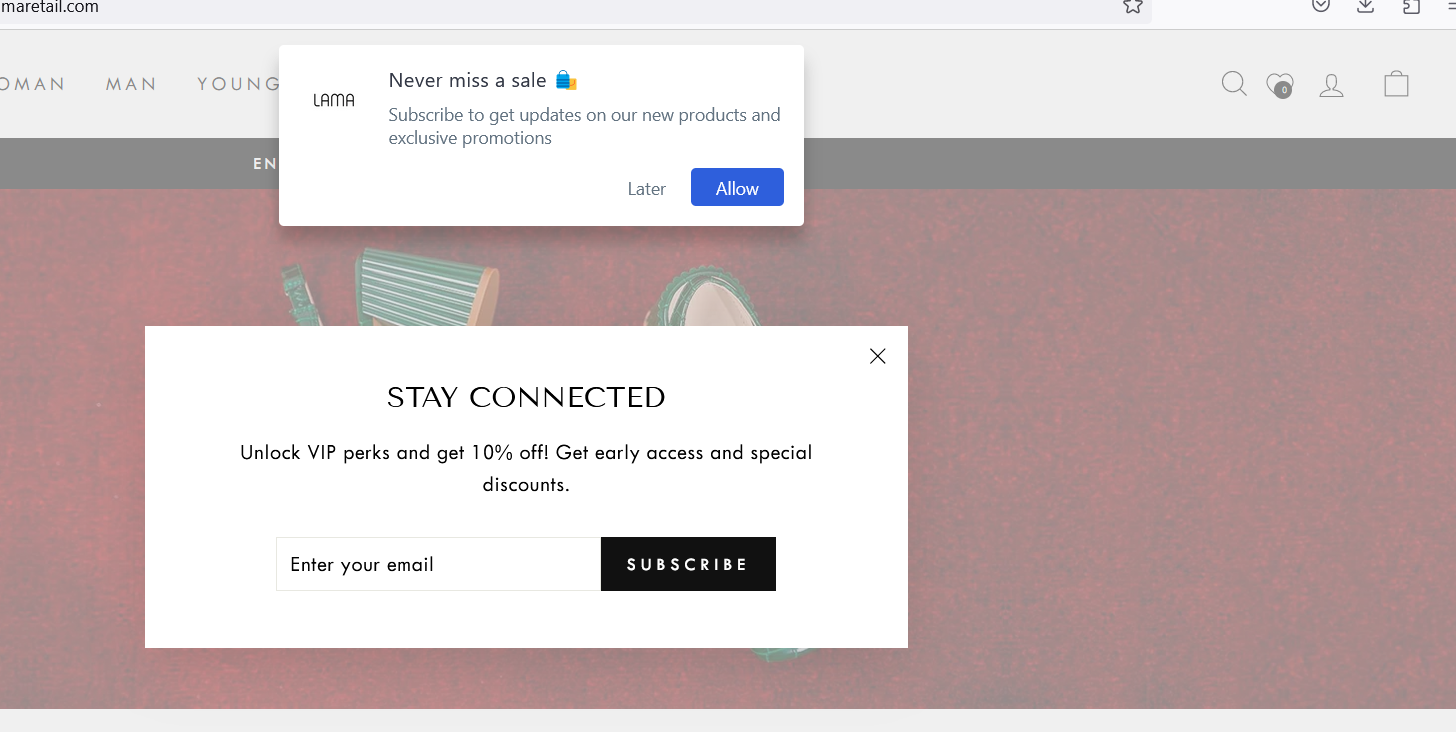 maretail.com
OMAN MAN YOUNG
0
LAMA
Never miss a sale
Subscribe to get updates on our new products and
exclusive promotions
Later Allow
EN
STAY CONNECTED
Unlock VIP perks and get 10% off! Get early access and special
discounts.
Enter your email SUBSCRIBE